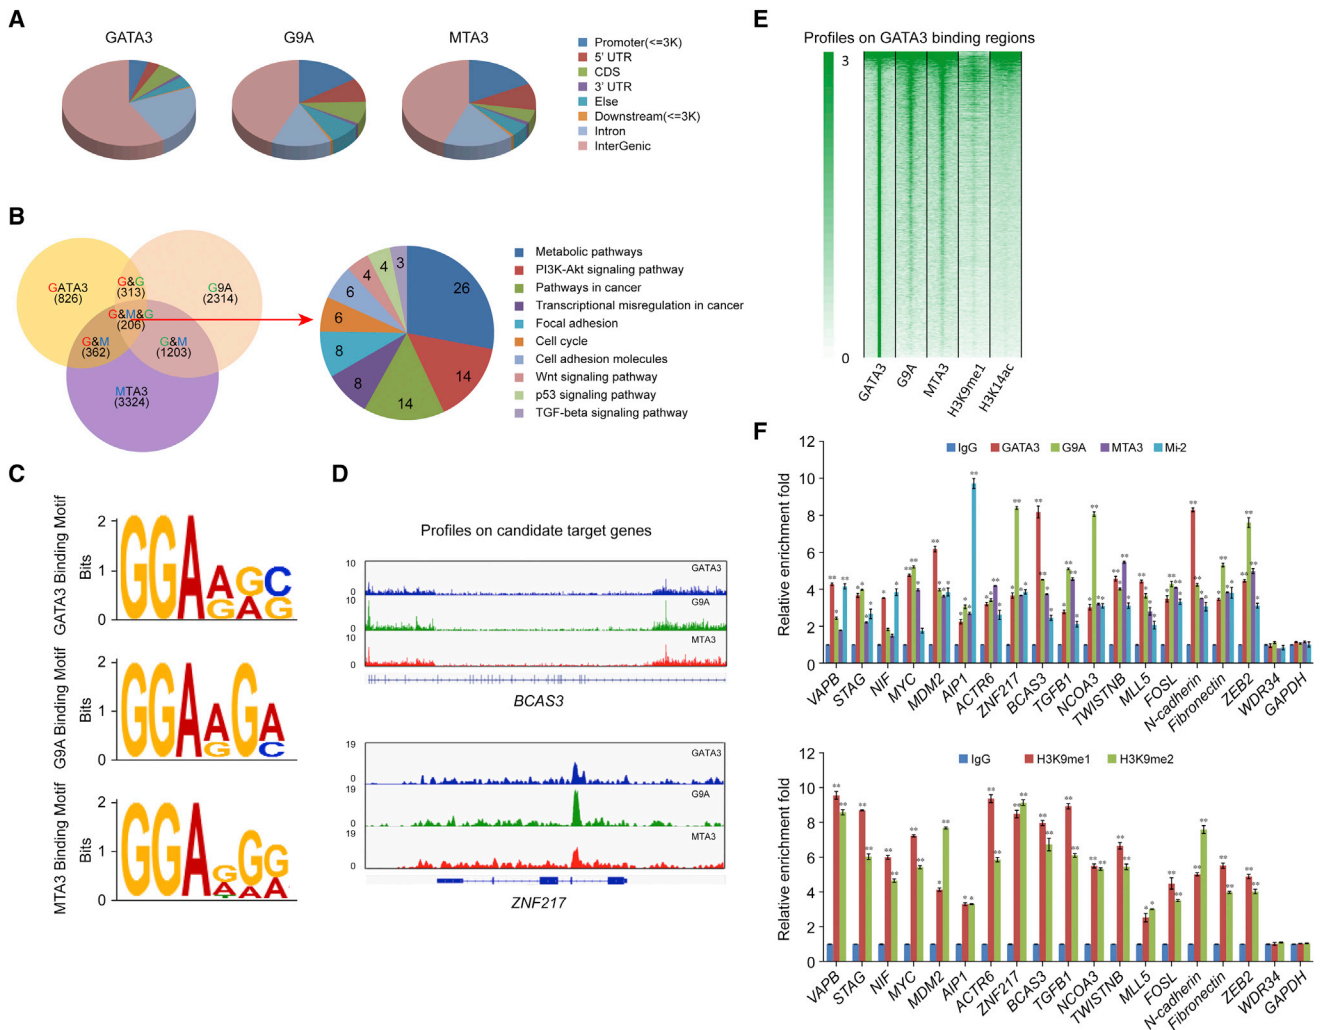 A
GATA3
G9A
MTA3
Promoter(<=3K)
5' UTR
CDS
3' UTR
Else
Downstream(<=3K)
Intron
InterGenic
B
GATA3
(826)
G&G
(313)
G9A
(2314)
G&M&G
(206)
G&M
(362)
G&M
(1203)
MTA3
(3324)
26
14
14
8
8
6
6
4
4
3
Metabolic pathways
PI3K-Akt signaling pathway
Pathways in cancer
Transcriptional misregulation in cancer
Focal adhesion
Cell cycle
Cell adhesion molecules
Wnt signaling pathway
p53 signaling pathway
TGF-beta signaling pathway
C
GATA3 Binding Motif
Bits
2
1
0
GGAAGC
GAG
G9A Binding Motif
Bits
2
1
0
GGAAGA
GC
MTA3 Binding Motif
Bits
2
1
0
GGAGGG
AAA
D
Profiles on candidate target genes
10
0
GATA3
10
0
G9A
10
0
MTA3
BCAS3
19
0
GATA3
19
0
G9A
19
0
MTA3
ZNF217
E
Profiles on GATA3 binding regions
3
0
GATA3
G9A
MTA3
H3K9me1
H3K14ac
F
Relative enrichment fold
12
10
8
6
4
2
0
IgG
GATA3
G9A
MTA3
Mi-2
VAPB
STAG
NIF
MYC
MDM2
AIP1
ACTR6
ZNF217
BCAS3
TGFB1
NCOA3
TWISTNB
MLL5
FOSL
N-cadherin
Fibronectin
ZEB2
WDR34
GAPDH
Relative enrichment fold
12
10
8
6
4
2
0
IgG
H3K9me1
H3K9me2
VAPB
STAG
NIF
MYC
MDM2
AIP1
ACTR6
ZNF217
BCAS3
TGFB1
NCOA3
TWISTNB
MLL5
FOSL
N-cadherin
Fibronectin
ZEB2
WDR34
GAPDH